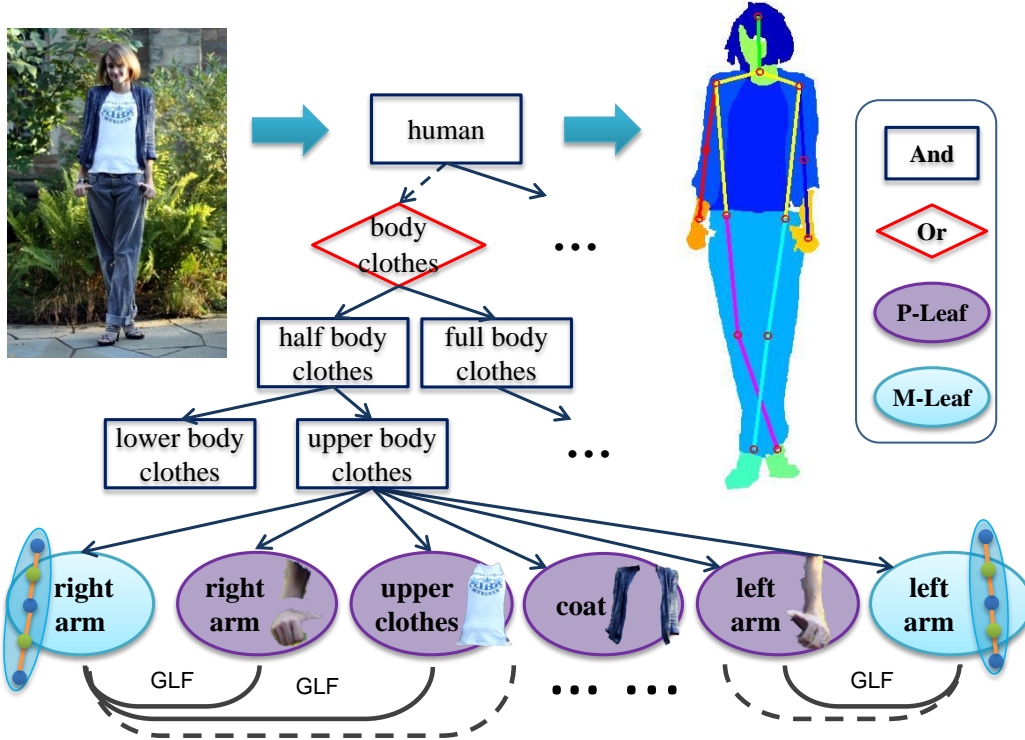 human
body
clothes
And
Or
P-Leaf
M-Leaf
half body
clothes
full body
clothes
lower body
clothes
upper body
clothes
right
arm
right
arm
upper
clothes
coat
left
arm
left
arm
GLF
GLF
GLF